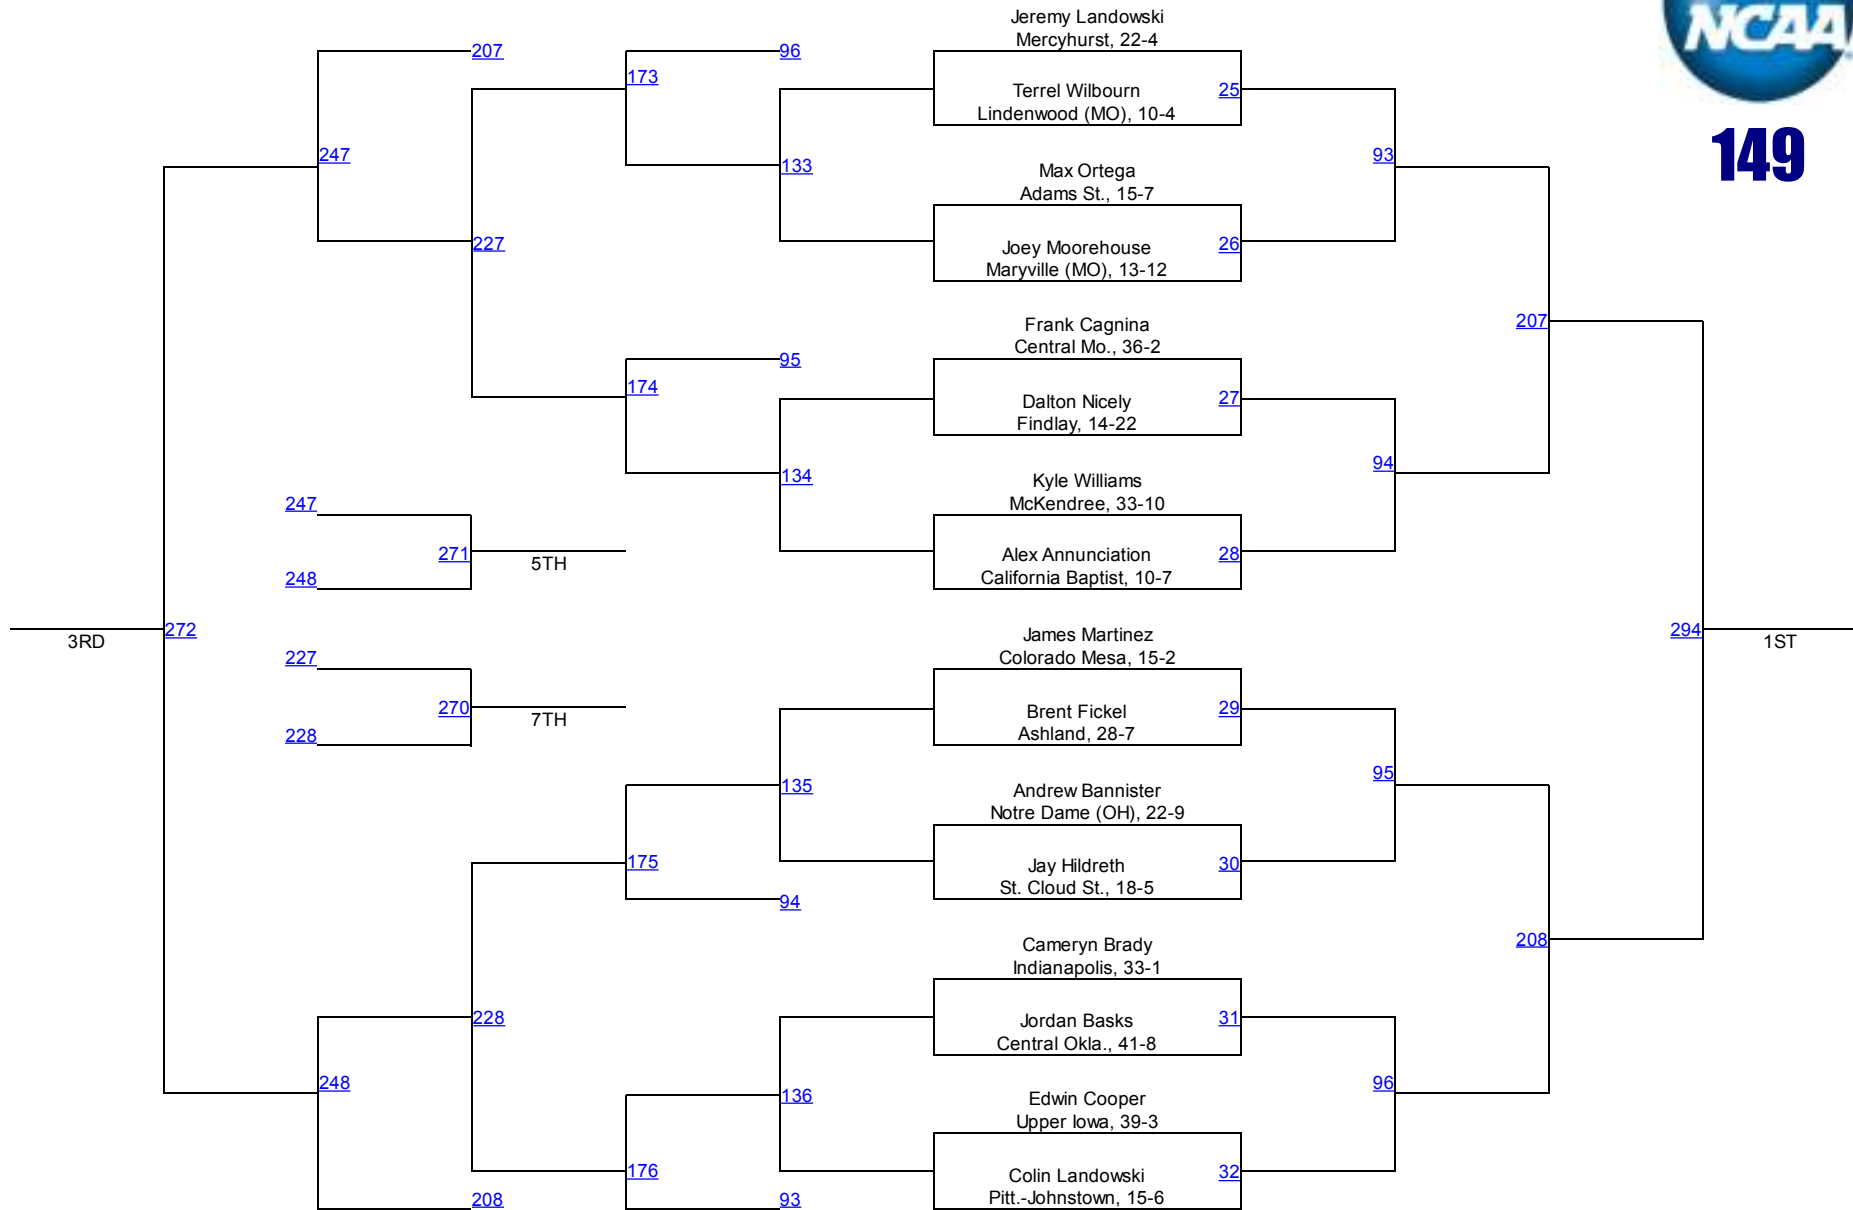 NCAA
149
Jeremy Landowski
Mercyhurst, 22-4
207
96
173
Terrel Wilbourn
25
Lindenwood (MO), 10-4
247
133
93
Max Ortega
Adams St., 15-7
227
Joey Moorehouse
26
Maryville (MO), 13-12
Frank Cagnina
207
Central Mo., 36-2
95
174
Dalton Nicely
27
Findlay, 14-22
134
94
Kyle Williams
McKendree, 33-10
247
271
5TH
Alex Annunciation
28
California Baptist, 10-7
248
3RD
272
James Martinez
294
1ST
Colorado Mesa, 15-2
227
270
7TH
Brent Fickel
29
Ashland, 28-7
228
135
95
Andrew Bannister
Notre Dame (OH), 22-9
175
Jay Hildreth
30
St. Cloud St., 18-5
94
Cameryn Brady
208
Indianapolis, 33-1
228
Jordan Basks
31
Central Okla., 41-8
248
136
96
Edwin Cooper
Upper Iowa, 39-3
176
Colin Landowski
32
Pitt.-Johnstown, 15-6
208
93